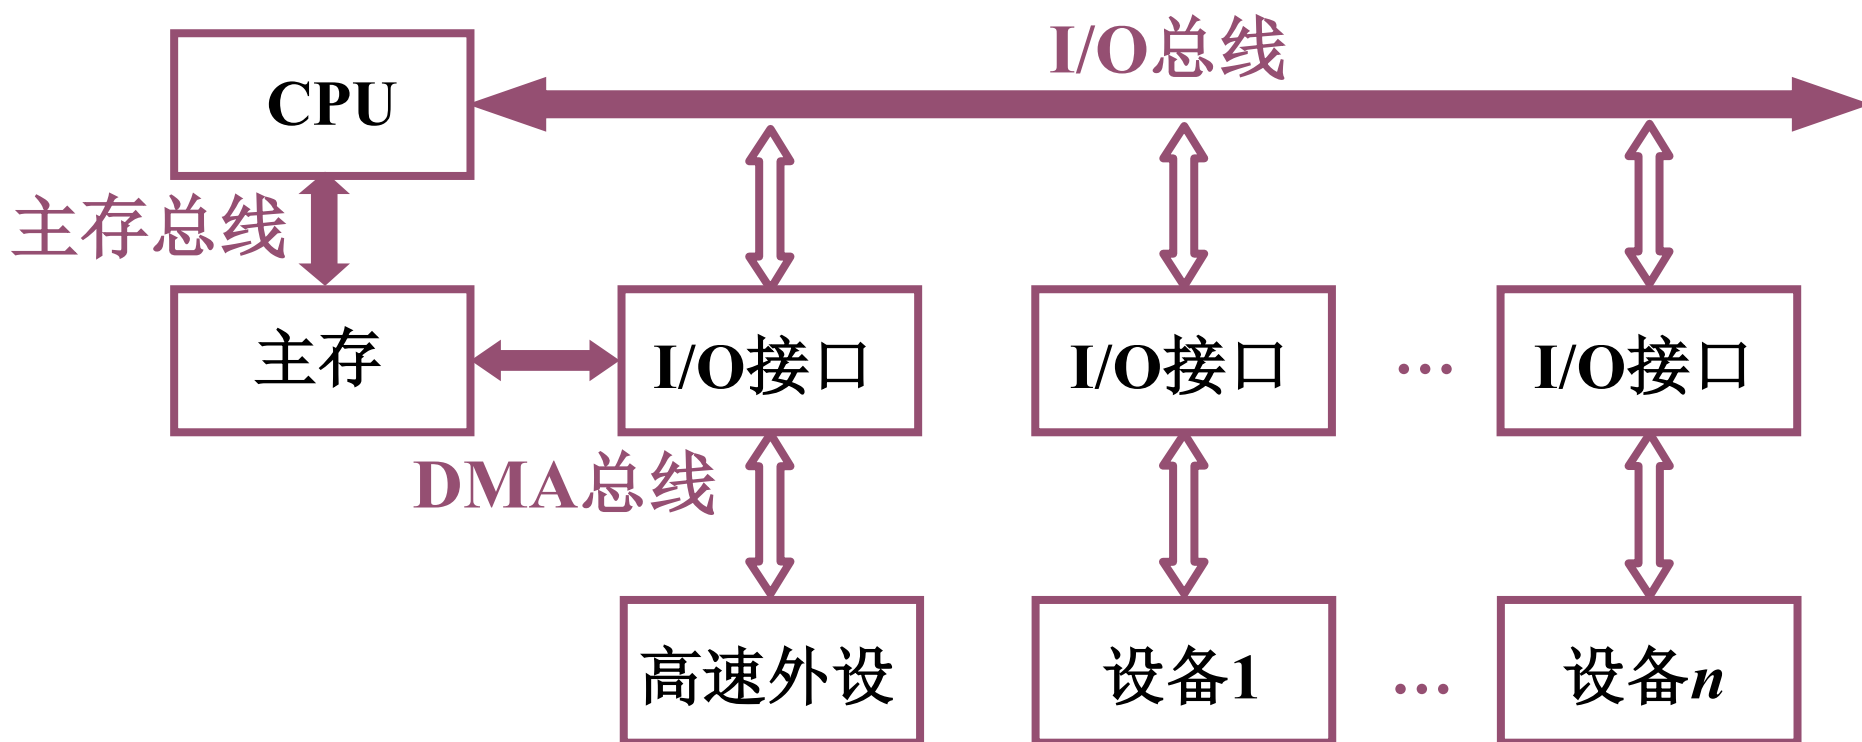 I/O总线
CPU
主存总线
主存
I/O接口
I/O接口
…
I/O接口
DMA总线
高速外设
设备1
…
设备n